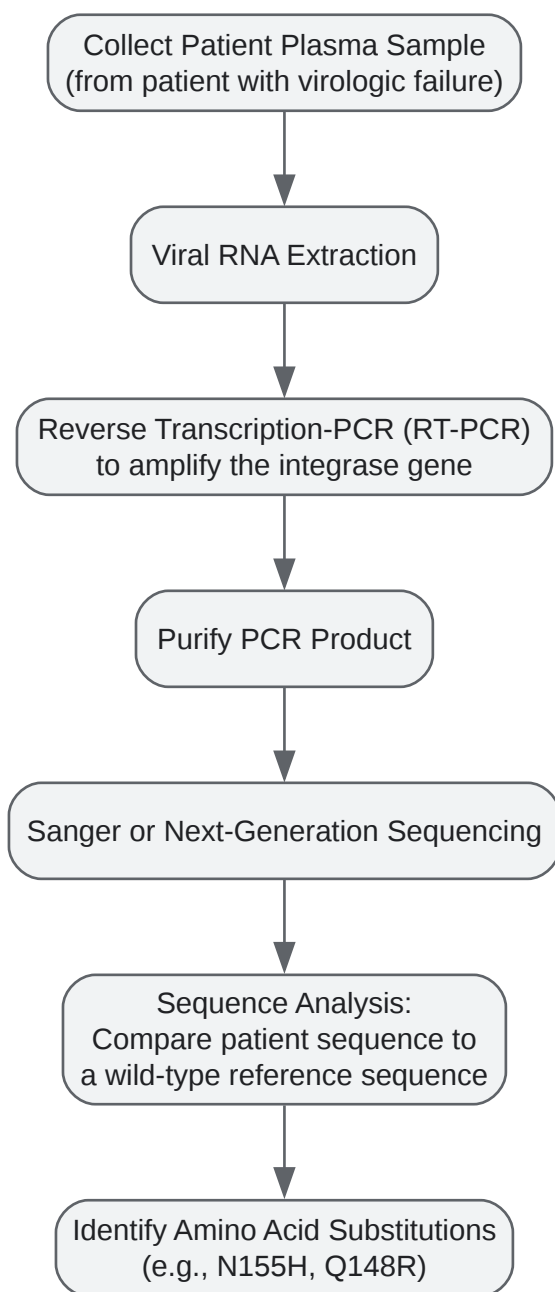 Collect Patient Plasma Sample
(from patient with virologic failure)
Viral RNA Extraction
Reverse Transcription-PCR (RT-PCR)
to amplify the integrase gene
Purify PCR Product
Sanger or Next-Generation Sequencing
Sequence Analysis:
Compare patient sequence to
a wild-type reference sequence
Identify Amino Acid Substitutions
(e.g., N155H, Q148R)